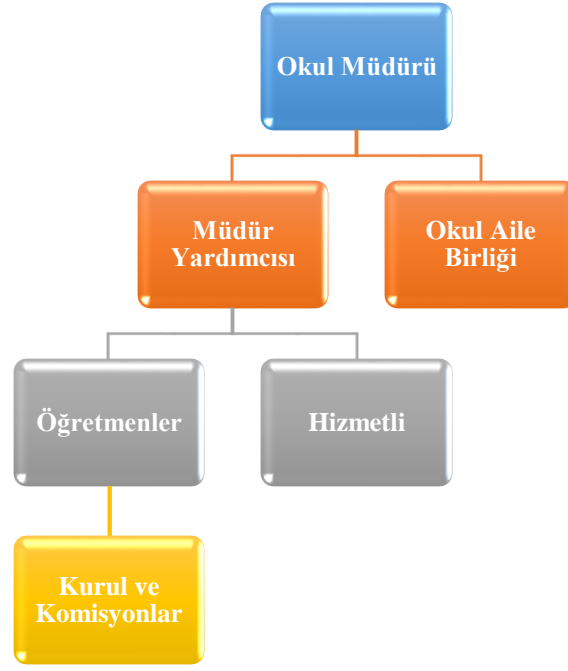 Okul Müdürü
Müdür
Yardımcısı
Okul Aile
Birliği
Öğretmenler
Hizmetli
Kurul ve
Komisyonlar